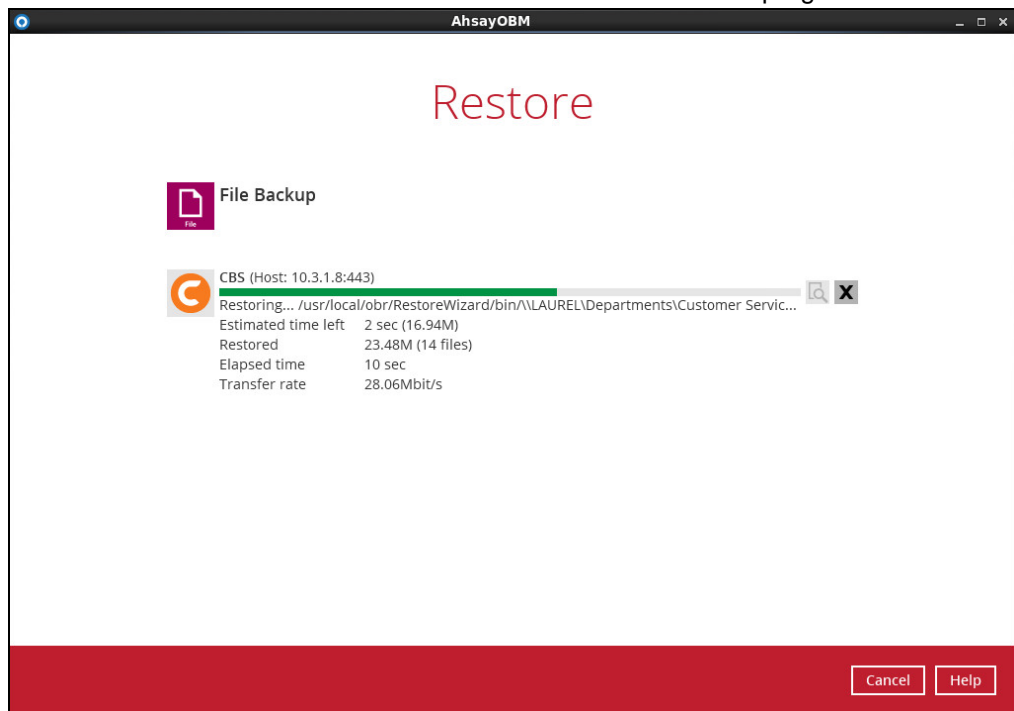 AhsayOBM
Restore
File Backup
File
CBS (Host: 10.3.1.8:443)
Restoring... /usr/local/obr/RestoreWizard/bin/\\LAUREL\Departments\Customer Servic...
Estimated time left 2 sec (16.94M)
Restored 23.48M (14 files)
Elapsed time 10 sec
Transfer rate 28.06Mbit/s
X
Cancel Help